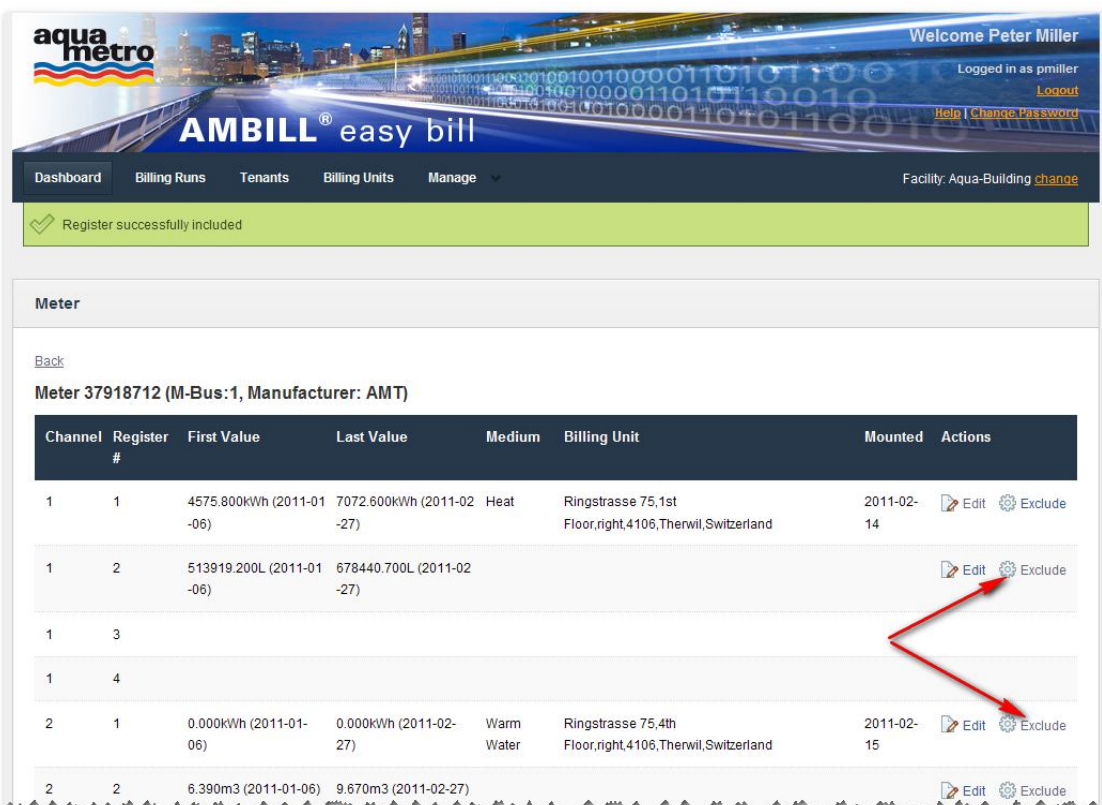 aqua
metro
Welcome Peter Miller
Logged in as pmiller
Logout
Help | Change Password
AMBILL® easy bill
Dashboard Billing Runs Tenants Billing Units Manage Facility: Aqua-Building change
Register successfully included
Meter
Back
Meter 37918712 (M-Bus:1, Manufacturer: AMT)
Channel Register First Value Last Value Medium Billing Unit Mounted Actions
#
1 1 4575.800kWh (2011-01 7072.600kWh (2011-02 Heat Ringstrasse 75,1st 2011-02- Edit Exclude
-06) -27) Floor,right,4106,Therwil,Switzerland 14
1 2 513919.200L (2011-01 678440.700L (2011-02 Edit Exclude
-06) -27)
1 3
1 4
2 1 0.000kWh (2011-01- 0.000kWh (2011-02- Warm Ringstrasse 75,4th 2011-02- Edit Exclude
06) 27) Water Floor,right,4106,Therwil,Switzerland 15
2 2 6.390m3 (2011-01-06) 9.670m3 (2011-02-27) Edit Exclude